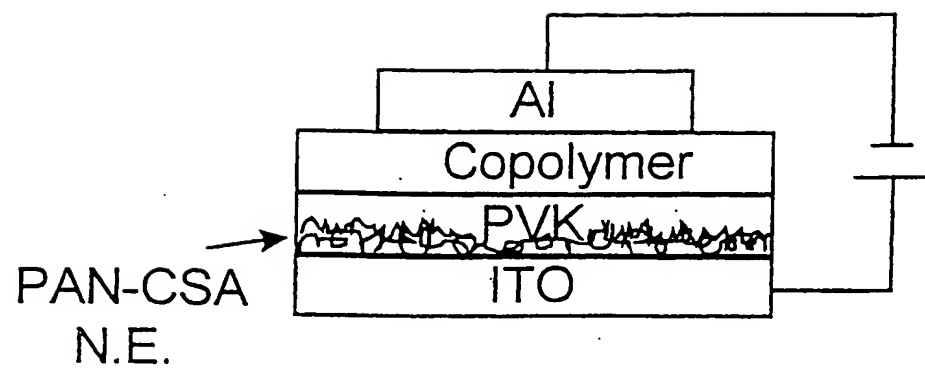 Al
Copolymer
PVK
PAN-CSA
N.E.
ITO